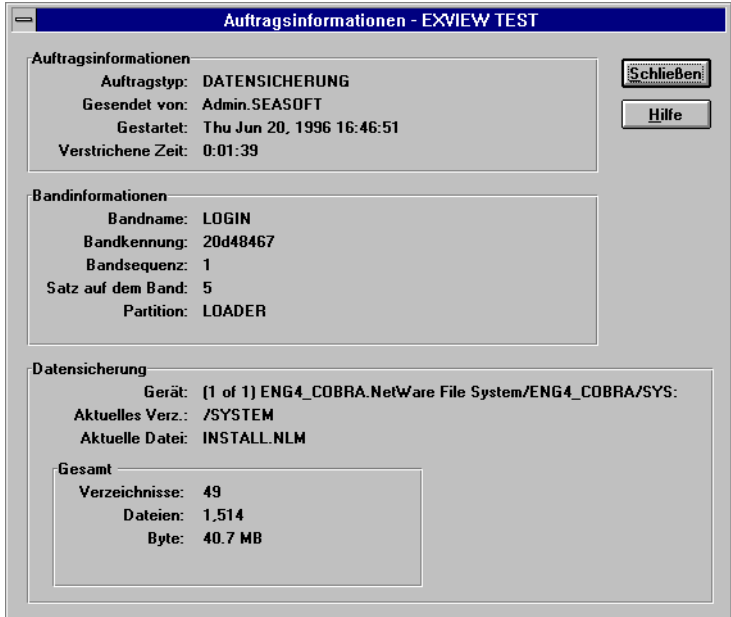 Auftragsinformationen - EXVIEW TEST
Auftragsinformationen
Auftragstyp: DATENSICHERUNG
Gesendet von: Admin.SEASOFT
Gestartet: Thu Jun 20, 1996 16:46:51
Verstrichene Zeit: 0:01:39
Schließen
Hilfe
Bandinformationen
Bandname: LOGIN
Bandkennung: 20d48467
Bandsequenz: 1
Satz auf dem Band: 5
Partition: LOADER
Datensicherung
Gerät: (1 of 1) ENG4_COBRA.NetWare File System/ENG4_COBRA/SYS:
Aktuelles Verz.: /SYSTEM
Aktuelle Datei: INSTALL.NLM
Gesamt
Verzeichnisse: 49
Dateien: 1,514
Byte: 40.7 MB